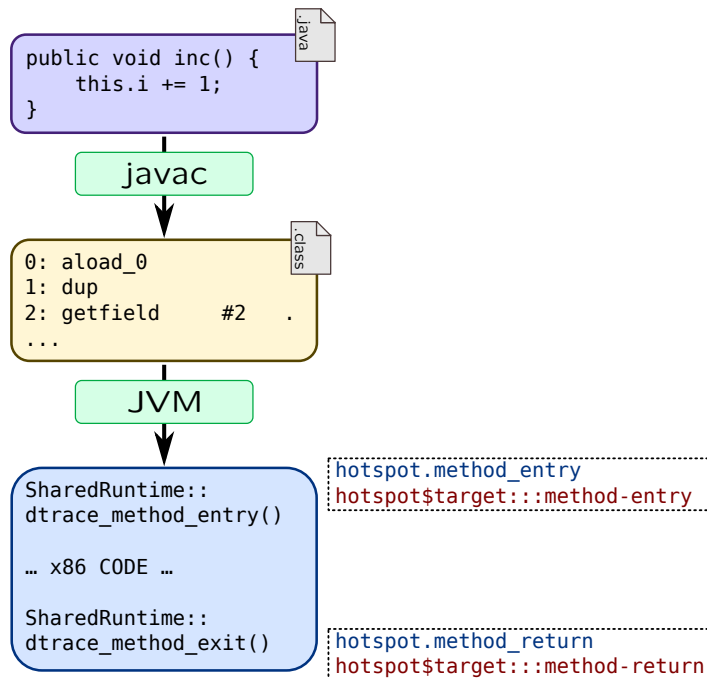 .java
public void inc() {
    this.i += 1;
}
javac
.class
0: aload_0
1: dup
2: getfield     #2   .
...
JVM
SharedRuntime::
dtrace_method_entry()
hotspot.method_entry
hotspot$target:::method-entry
… x86 CODE …
SharedRuntime::
dtrace_method_exit()
hotspot.method_return
hotspot$target:::method-return